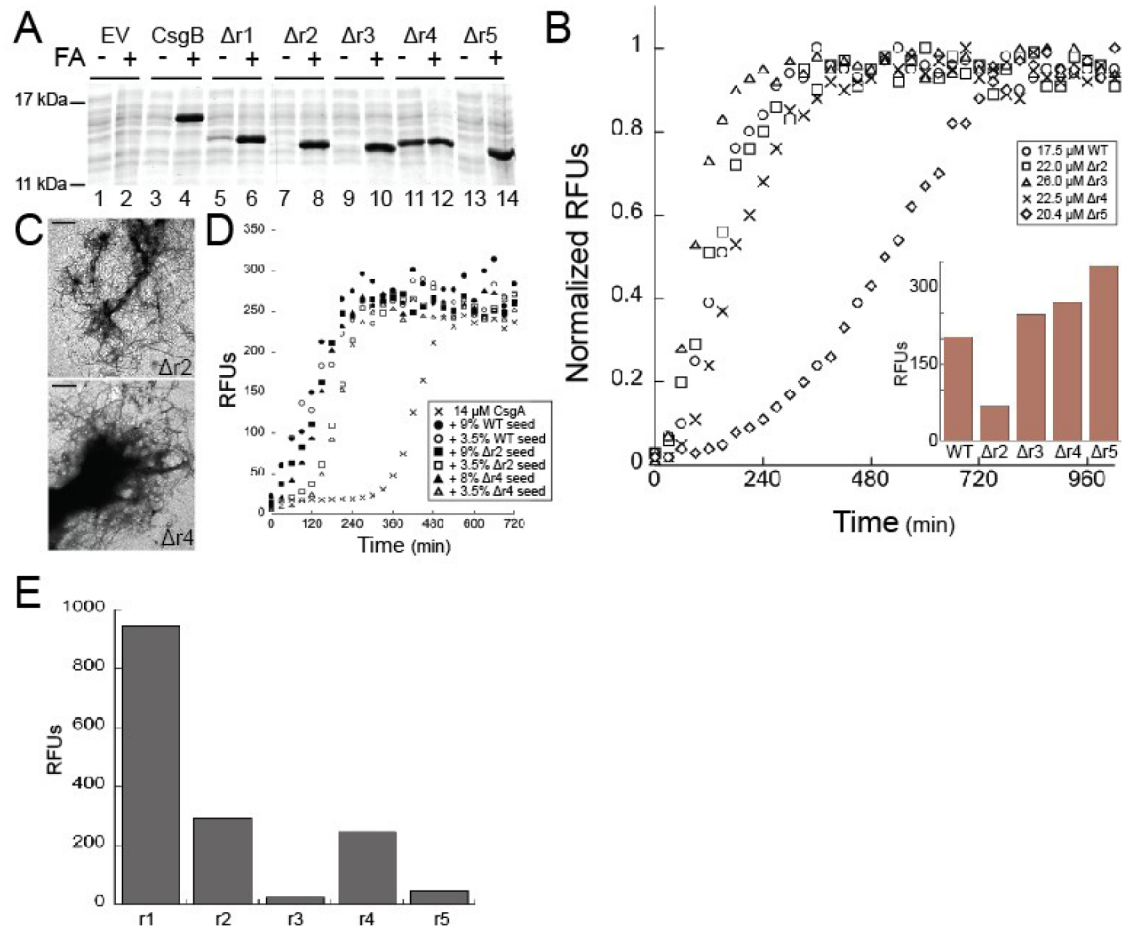 A
EV CsgB Δr1 Δr2 Δr3 Δr4 Δr5
FA - + - + - + - + - + - + - +
17 kDa
11 kDa
1 2 3 4 5 6 7 8 9 10 11 12 13 14
B
Normalized RFUs
1
0.8
0.6
0.4
0.2
0
0 240 480 720 960
Time (min)
17.5 µM WT
22.0 µM Δr2
26.0 µM Δr3
22.5 µM Δr4
20.4 µM Δr5
RFUs
300
200
100
0
WT Δr2 Δr3 Δr4 Δr5
C
Δr2
Δr4
D
RFUs
350
300
250
200
150
100
50
0
0 120 240 360 480 600 720
Time (min)
14 µM CsgA
+ 9% WT seed
+ 3.5% WT seed
+ 9% Δr2 seed
+ 3.5% Δr2 seed
+ 8% Δr4 seed
+ 3.5% Δr4 seed
E
RFUs
1000
800
600
400
200
0
r1 r2 r3 r4 r5